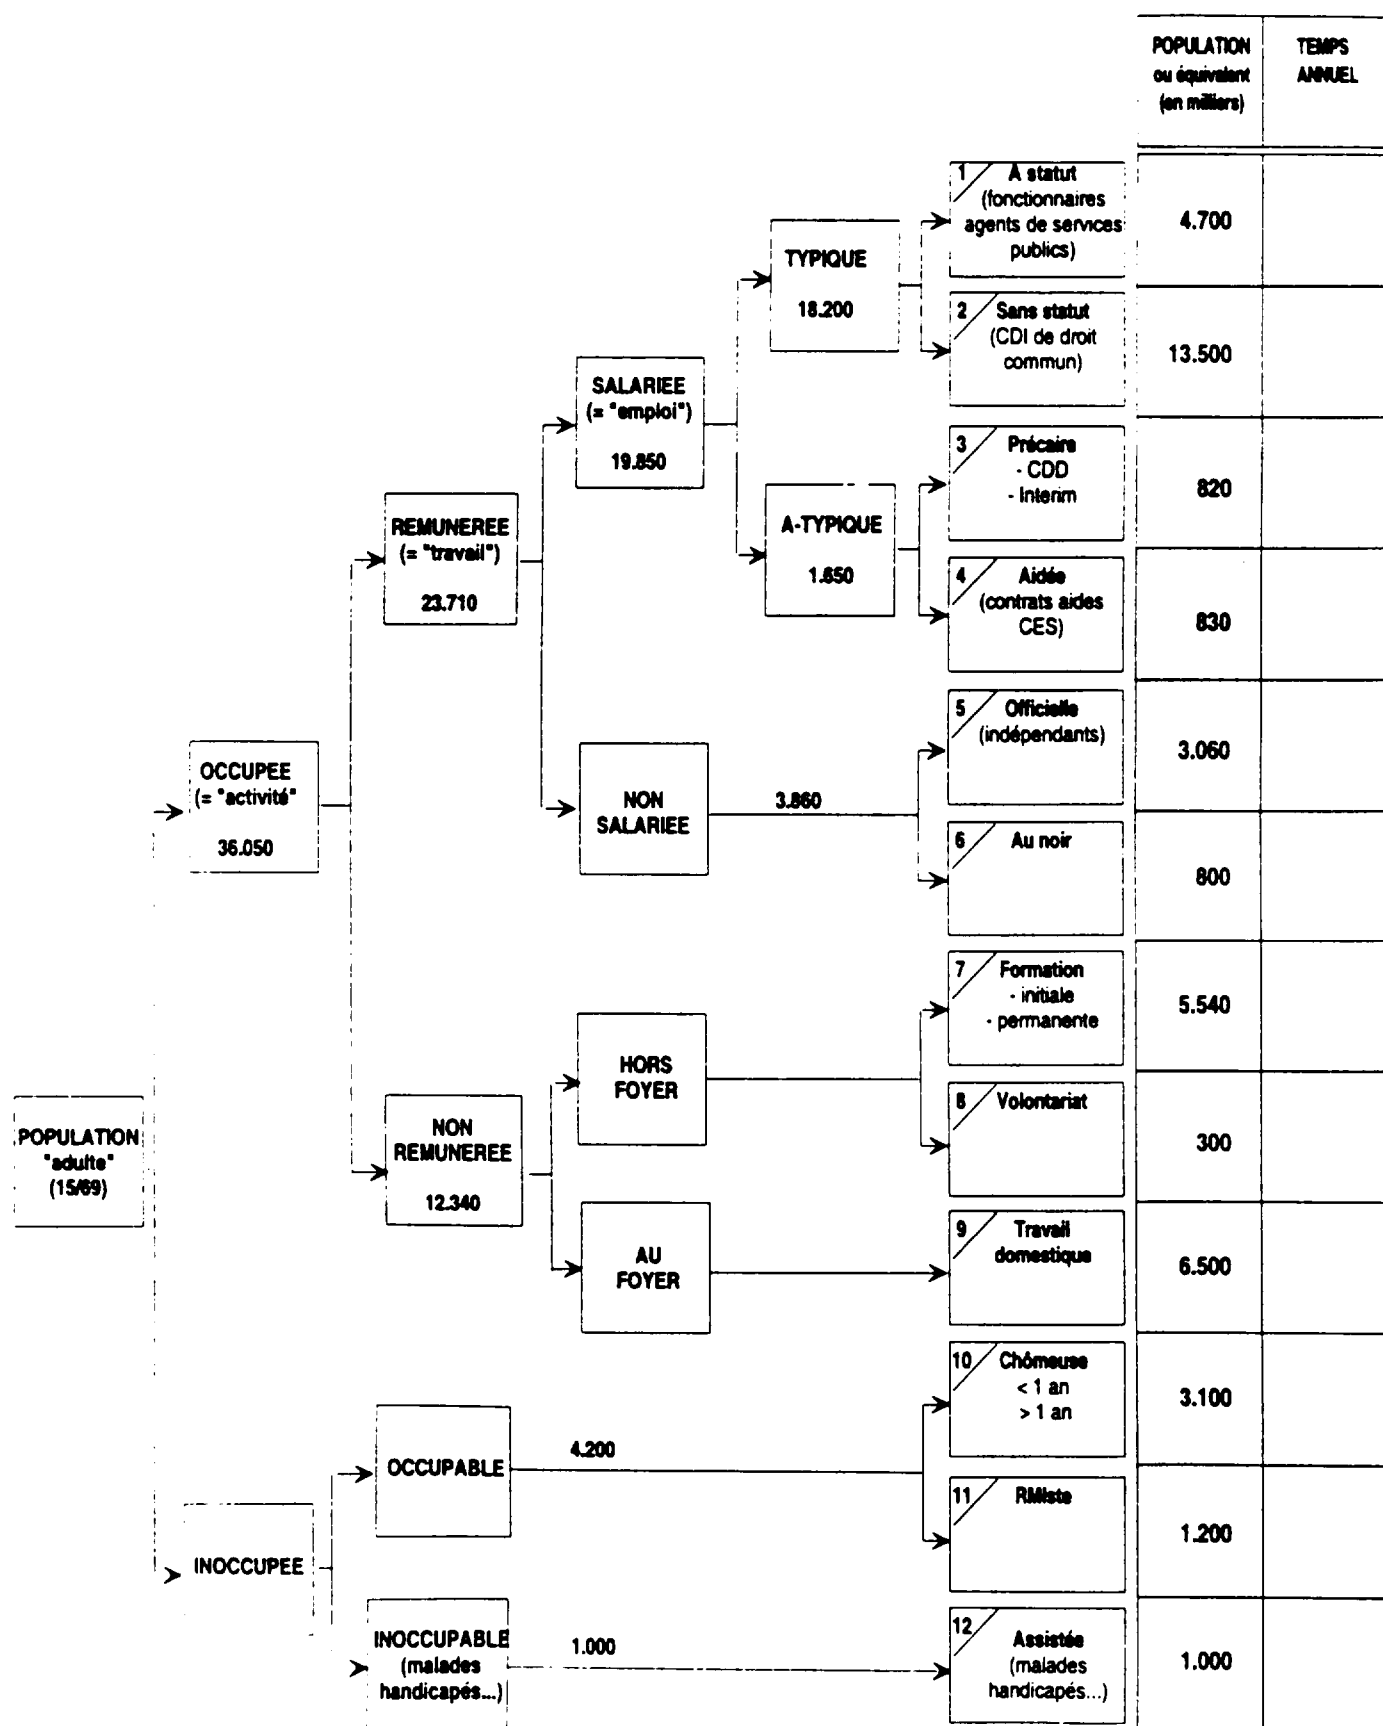 POPULATION
ou équivalent
(en milliers)
TEMPS
ANNUEL
1 A statut
(fonctionnaires
agents de services
publics)
4.700
TYPIQUE
18.200
2 Sans statut
(CDI de droit
commun)
13.500
SALARIEE
(= "emploi")
19.850
3 Précaire
- CDD
- Interim
820
REMUNEREE
(= "travail")
23.710
A-TYPIQUE
1.650
4 Aidée
(contrats aides
CES)
830
5 Officielle
(indépendants)
3.060
OCCUPEE
(= "activité"
36.050
NON
SALARIEE
3.860
6 Au noir
800
7 Formation
- initiale
- permanente
5.540
HORS
FOYER
POPULATION
"adulte"
(15/69)
NON
REMUNEREE
12.340
8 Volontariat
300
AU
FOYER
9 Travail
domestique
6.500
10 Chômeuse
< 1 an
> 1 an
3.100
OCCUPABLE
4.200
11 RMIste
1.200
INOCCUPEE
INOCCUPABLE
(malades
handicapés...)
1.000
12 Assistée
(malades
handicapés...)
1.000